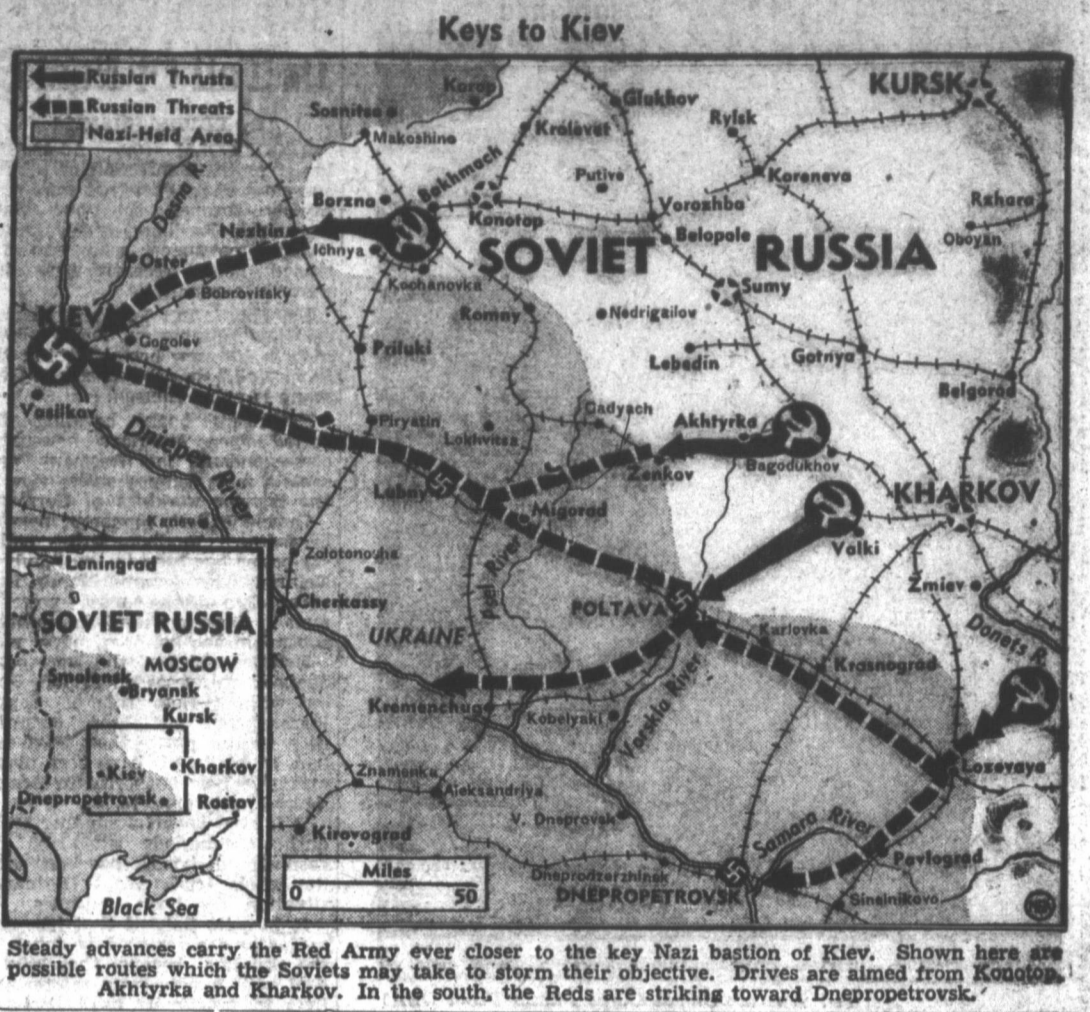 Keys to Kiev
Russian Thrusts
Russian Threats
Nazi-Held Area
Korop
Sosnitsa
Makoshino
Glukhov
Krolevet
Rylsk
KURSK
Putivl
Koreneva
Borzna
Bakhmach
Konotop
Vorozhba
Belopole
Rzhava
Oboyan
Desna R.
Nezhin
Ichnya
SOVIET RUSSIA
Oster
Bobrovitsky
Kochanovka
Sumy
KIEV
Gogolev
Romny
Nedrigailov
Priluki
Lebedin
Gotnya
Belgorod
Vasilkov
Piryatin
Lokhvitsa
Gadyach
Akhtyrka
Dnieper River
Zenkov
Bogodukhov
Lubny
Migorad
KHARKOV
Kanev
Valki
Zolotonosha
Psel River
Zmiev
Cherkassy
POLTAVA
Donets R.
UKRAINE
Karlovka
Krasnograd
Kremenchug
Kobelyaki
Vorskla River
Lozovaya
Znamenka
Aleksandriya
V. Dneprovsk
Samara River
Kirovograd
Pavlograd
Dneprodzerzhinsk
DNEPROPETROVSK
Sinelnikovo
Miles
0 50
Leningrad
SOVIET RUSSIA
MOSCOW
Smolensk
Bryansk
Kursk
Kiev
Kharkov
Dnepropetrovsk
Rostov
Black Sea
Steady advances carry the Red Army ever closer to the key Nazi bastion of Kiev. Shown here are
possible routes which the Soviets may take to storm their objective. Drives are aimed from Konotop,
Akhtyrka and Kharkov. In the south, the Reds are striking toward Dnepropetrovsk.